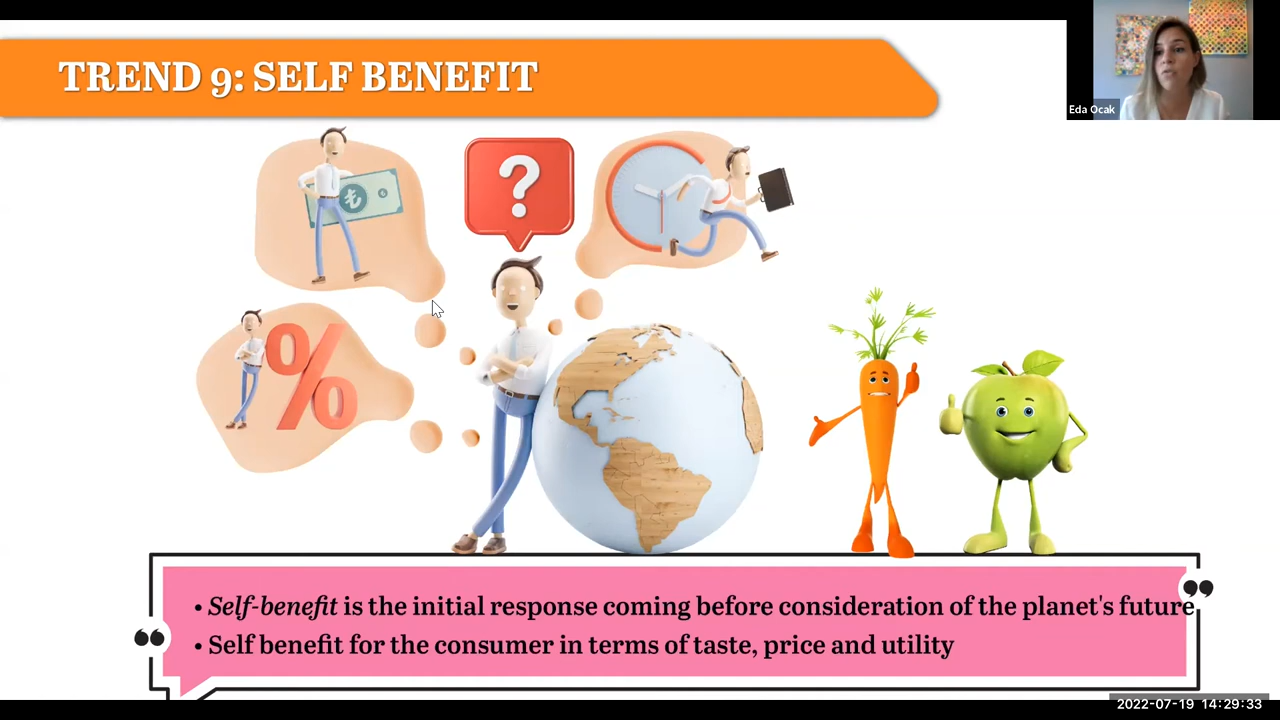 TREND 9: SELF BENEFIT
Eda Ocak
₺
₺
?
%
• Self-benefit is the initial response coming before consideration of the planet's future
• Self benefit for the consumer in terms of taste, price and utility
2022-07-19 14:29:33